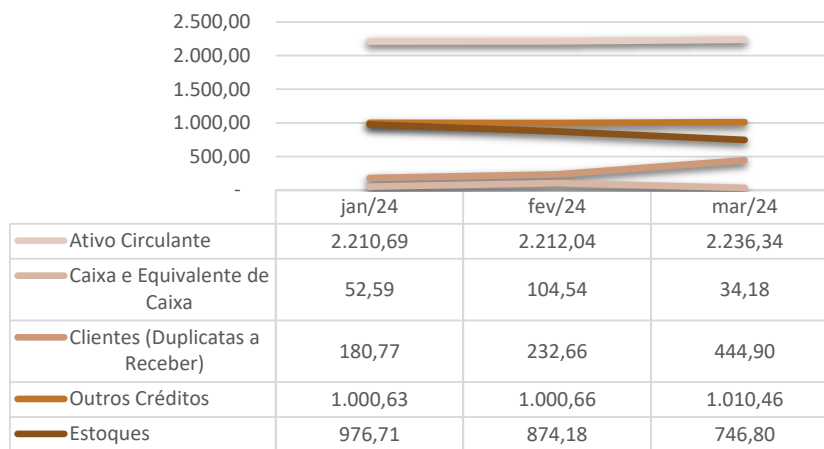 2.500,00
2.000,00
1.500,00
1.000,00
500,00
-
jan/24 fev/24 mar/24
Ativo Circulante 2.210,69 2.212,04 2.236,34
Caixa e Equivalente de
Caixa 52,59 104,54 34,18
Clientes (Duplicatas a
Receber) 180,77 232,66 444,90
Outros Créditos 1.000,63 1.000,66 1.010,46
Estoques 976,71 874,18 746,80